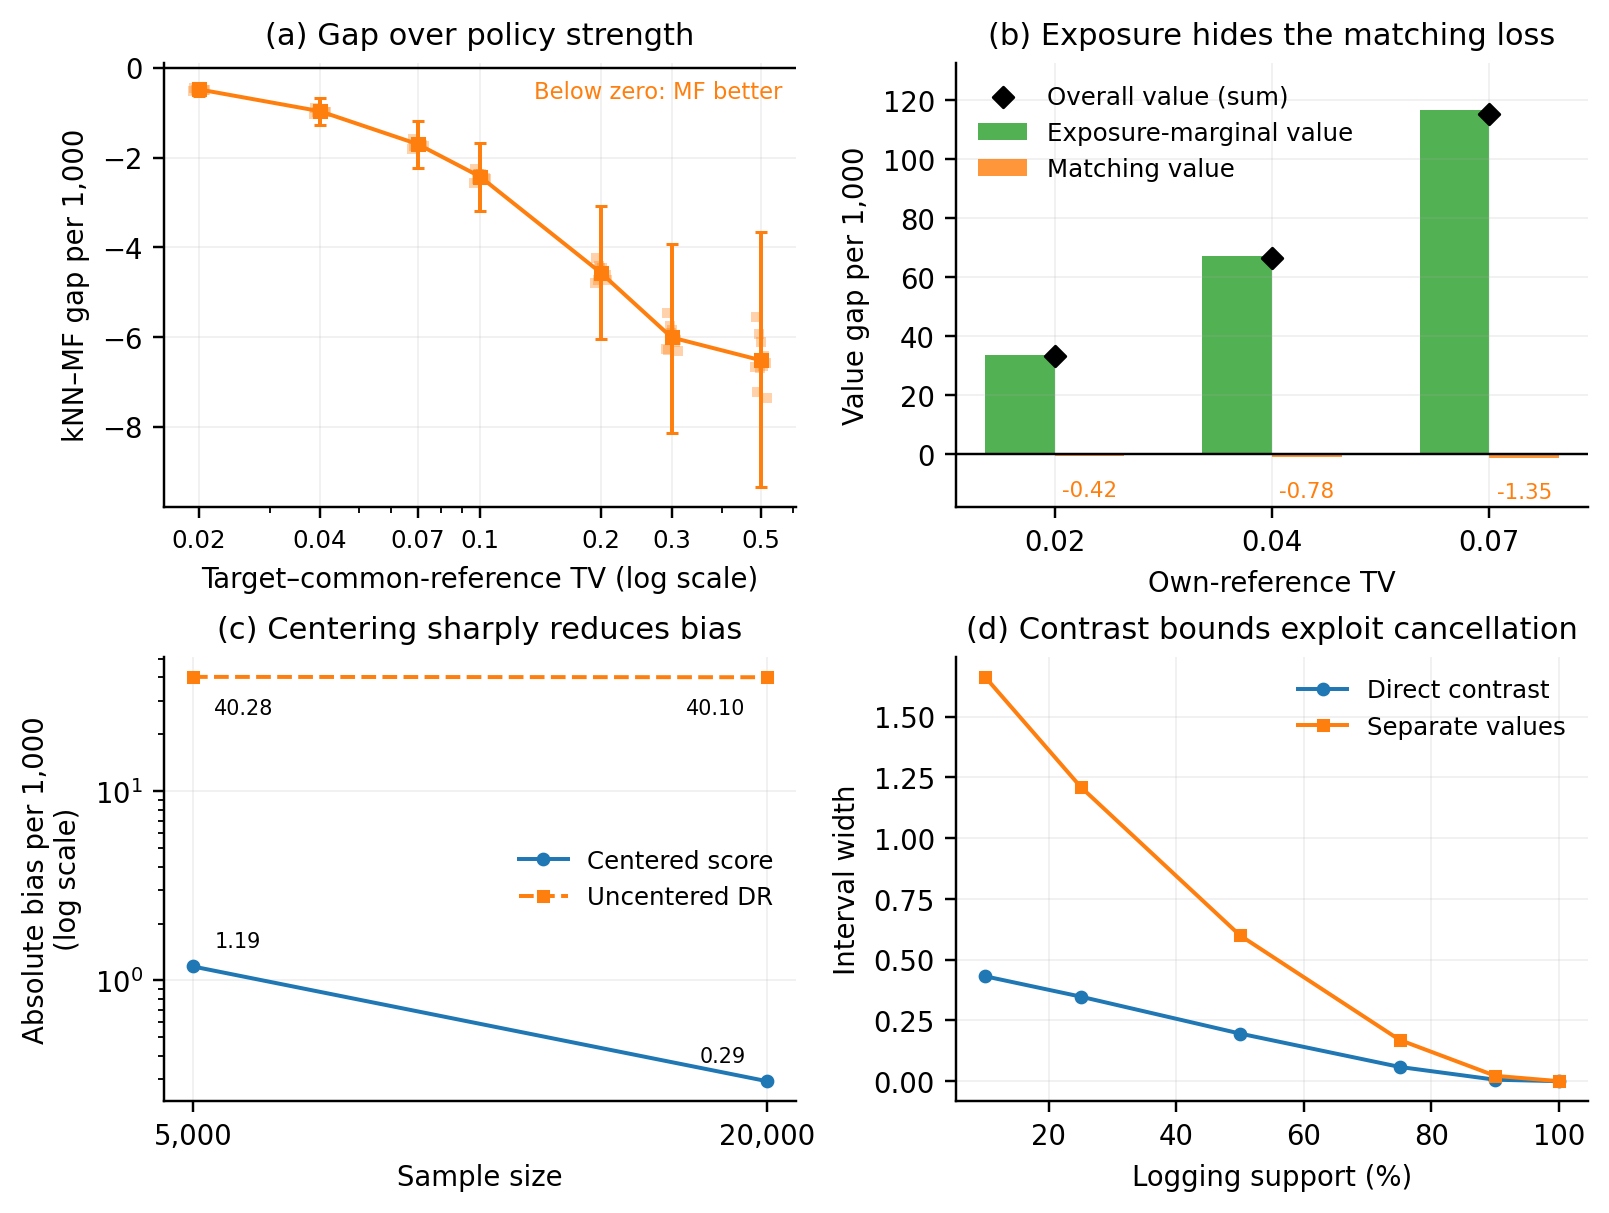 (a) Gap over policy strength
0
−2
−4
−6
−8
kNN–MF gap per 1,000
Below zero: MF better
0.02
0.04
0.07
0.1
0.2
0.3
0.5
Target–common-reference TV (log scale)
(b) Exposure hides the matching loss
120
100
80
60
40
20
0
Value gap per 1,000
Overall value (sum)
Exposure-marginal value
Matching value
-0.42
-0.78
-1.35
0.02
0.04
0.07
Own-reference TV
(c) Centering sharply reduces bias
10¹
10⁰
Absolute bias per 1,000
(log scale)
40.28
40.10
Centered score
Uncentered DR
1.19
0.29
5,000
20,000
Sample size
(d) Contrast bounds exploit cancellation
1.50
1.25
1.00
0.75
0.50
0.25
0.00
Interval width
Direct contrast
Separate values
20
40
60
80
100
Logging support (%)